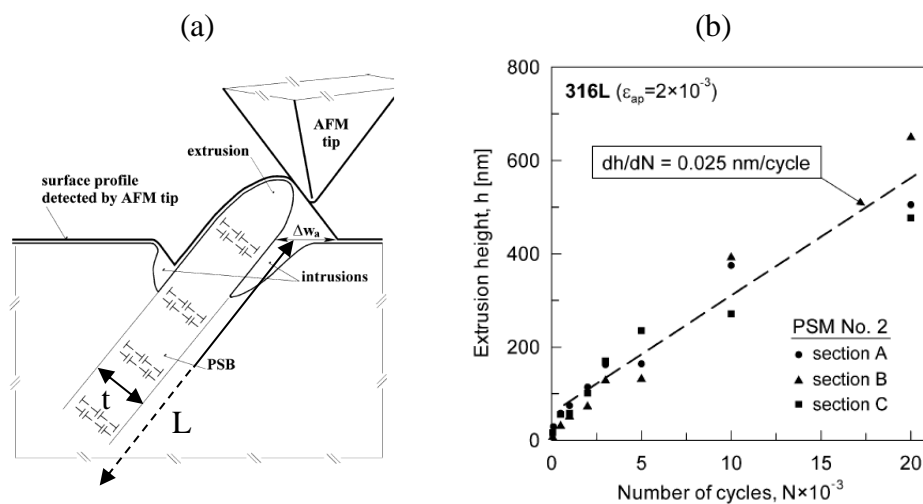 (a)
AFM
tip
extrusion
surface profile
detected by AFM tip
Δwₐ
intrusions
PSB
t
L
(b)
800
316L (εₐₚ=2×10⁻³)
dh/dN = 0.025 nm/cycle
600
400
200
0
Extrusion height, h [nm]
PSM No. 2
section A
section B
section C
0 5 10 15 20
Number of cycles, N×10⁻³